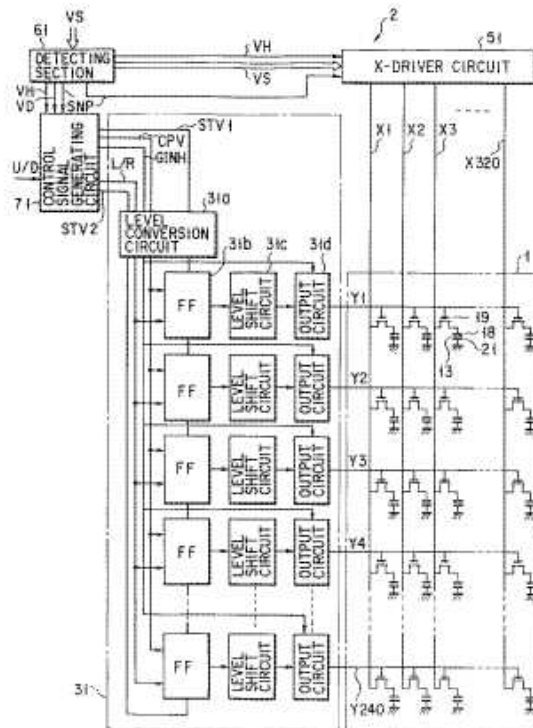 VS
61
DETECTING
SECTION
VH
VS
2
51
X-DRIVER CIRCUIT
VH
VD
SNP
U/D
CONTROL
SIGNAL
GENERATING
CIRCUIT
71
STV2
STV1
CPV
GINH
L/R
X1
X2
X3
X320
LEVEL
CONVERSION
CIRCUIT
31a
31b
31c
31d
1
FF
LEVEL
SHIFT
CIRCUIT
OUTPUT
CIRCUIT
Y1
19
18
21
13
FF
LEVEL
SHIFT
CIRCUIT
OUTPUT
CIRCUIT
Y2
FF
LEVEL
SHIFT
CIRCUIT
OUTPUT
CIRCUIT
Y3
FF
LEVEL
SHIFT
CIRCUIT
OUTPUT
CIRCUIT
Y4
FF
LEVEL
SHIFT
CIRCUIT
OUTPUT
CIRCUIT
31
Y240